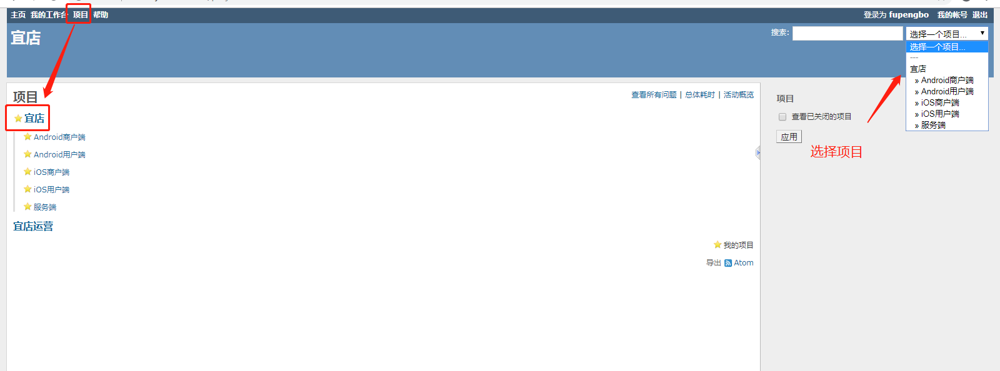 主页 我的工作台 项目 帮助
登录为 fupengbo 我的帐号 退出
宜店
搜索:
选择一个项目...
选择一个项目...
---
宜店
» Android商户端
» Android用户端
» iOS商户端
» iOS用户端
» 服务端
项目
查看所有问题 | 总体耗时 | 活动概览
宜店
Android商户端
Android用户端
iOS商户端
iOS用户端
服务端
宜店运营
我的项目
导出 Atom
项目
查看已关闭的项目
应用
选择项目